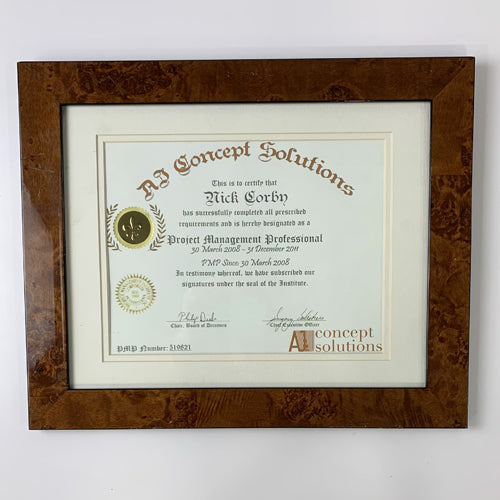 AJ Concept Solutions
This is to certify that
Nick Corby
has successfully completed all prescribed
requirements and is hereby designated as a
Project Management Professional
30 March 2008 - 31 December 2011
PMP Since 30 March 2008
In testimony whereof, we have subscribed our
signatures under the seal of the Institute.
Chair, Board of Directors
Chief Executive Officer
concept
solutions
PMP Number: 519821